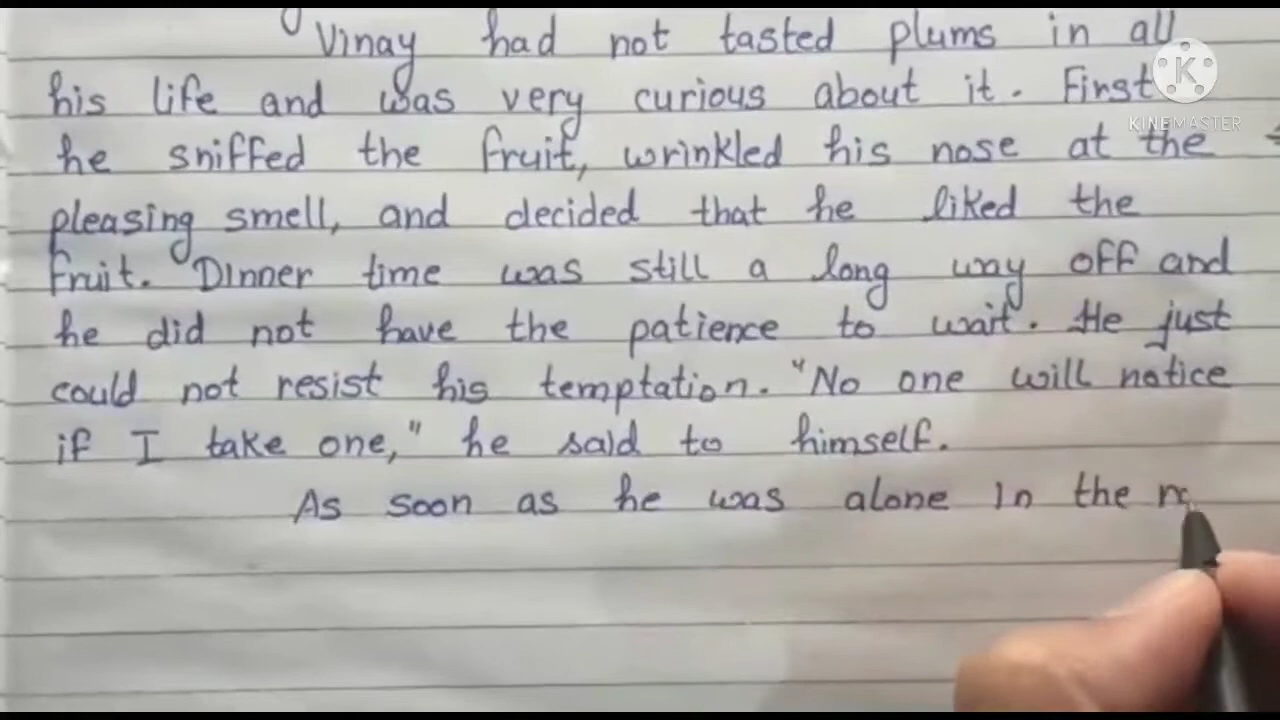 Vinay had not tasted plums in all
his life and was very curious about it. First
he sniffed the fruit, wrinkled his nose at the
pleasing smell, and decided that he liked the
fruit. Dinner time was still a long way off and
he did not have the patience to wait. He just
could not resist his temptation. "No one will notice
if I take one," he said to himself.
As soon as he was alone in the
KINEMASTER